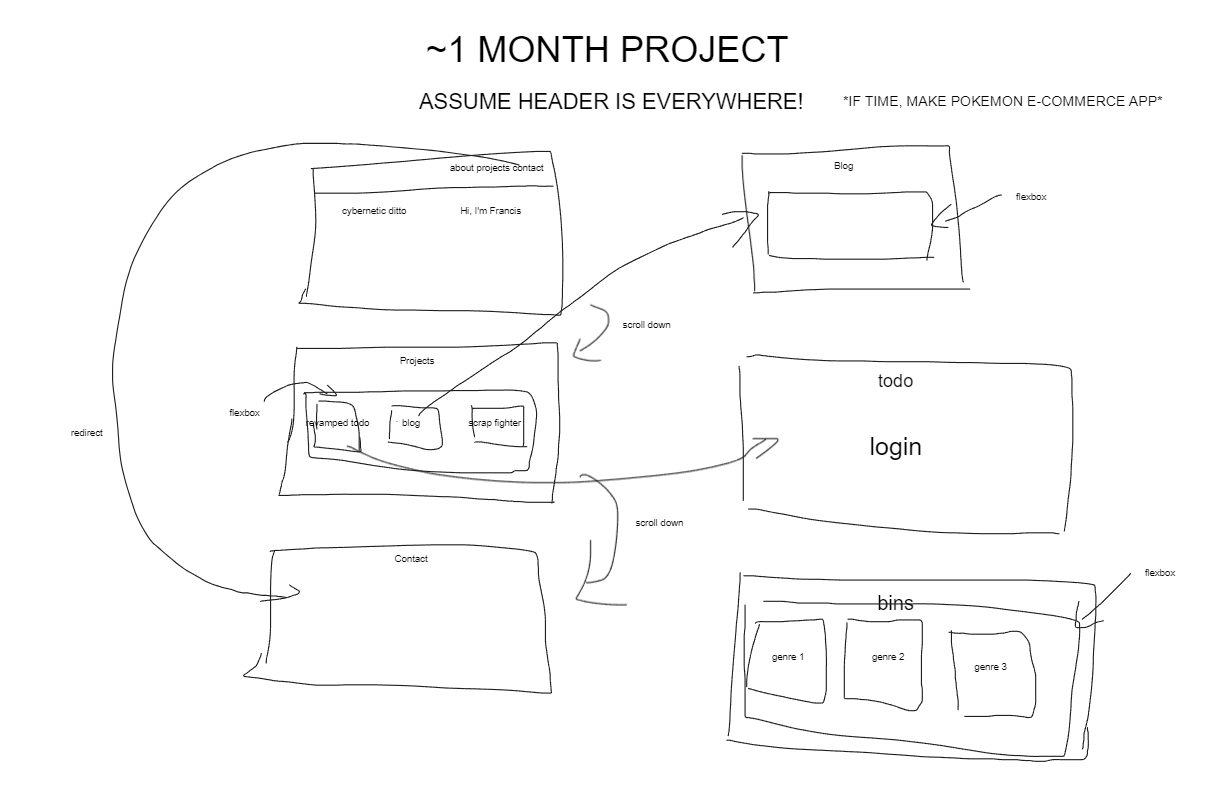 ~1 MONTH PROJECT
ASSUME HEADER IS EVERYWHERE!
*IF TIME, MAKE POKEMON E-COMMERCE APP*
about projects contact
cybernetic ditto
Hi, I'm Francis
scroll down
Projects
flexbox
revamped todo
blog
scrap fighter
redirect
scroll down
Contact
Blog
flexbox
todo
login
flexbox
bins
genre 1
genre 2
genre 3